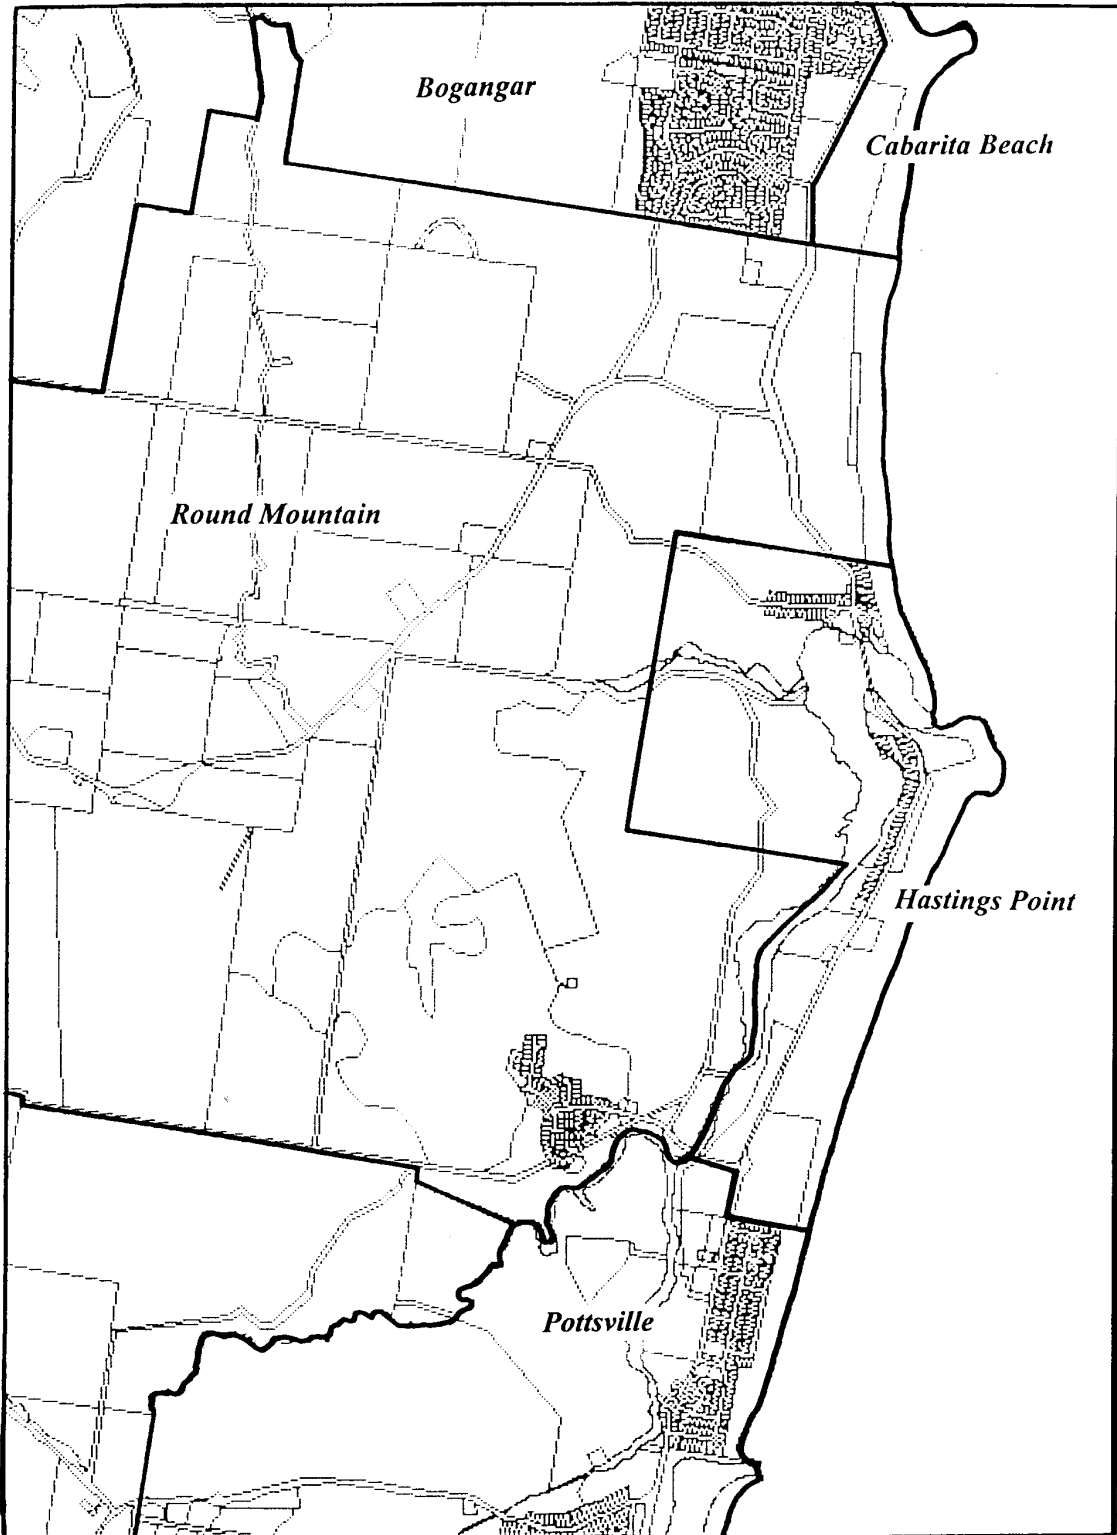 Bogangar
Cabarita Beach
Round Mountain
Hastings Point
Pottsville